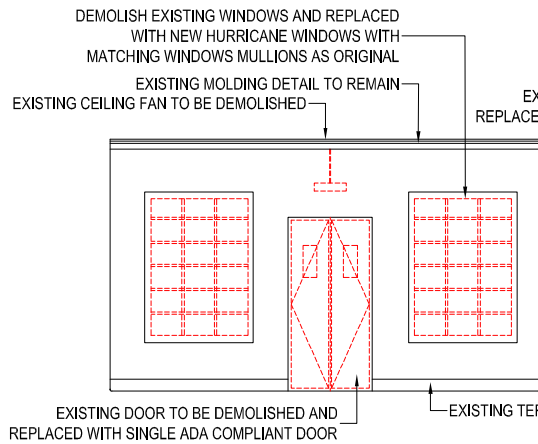 DEMOLISH EXISTING WINDOWS AND REPLACED
WITH NEW HURRICANE WINDOWS WITH
MATCHING WINDOWS MULLIONS AS ORIGINAL
EXISTING MOLDING DETAIL TO REMAIN
EXISTING CEILING FAN TO BE DEMOLISHED
REPLACE
EXISTING DOOR TO BE DEMOLISHED AND
REPLACED WITH SINGLE ADA COMPLIANT DOOR
EXISTING